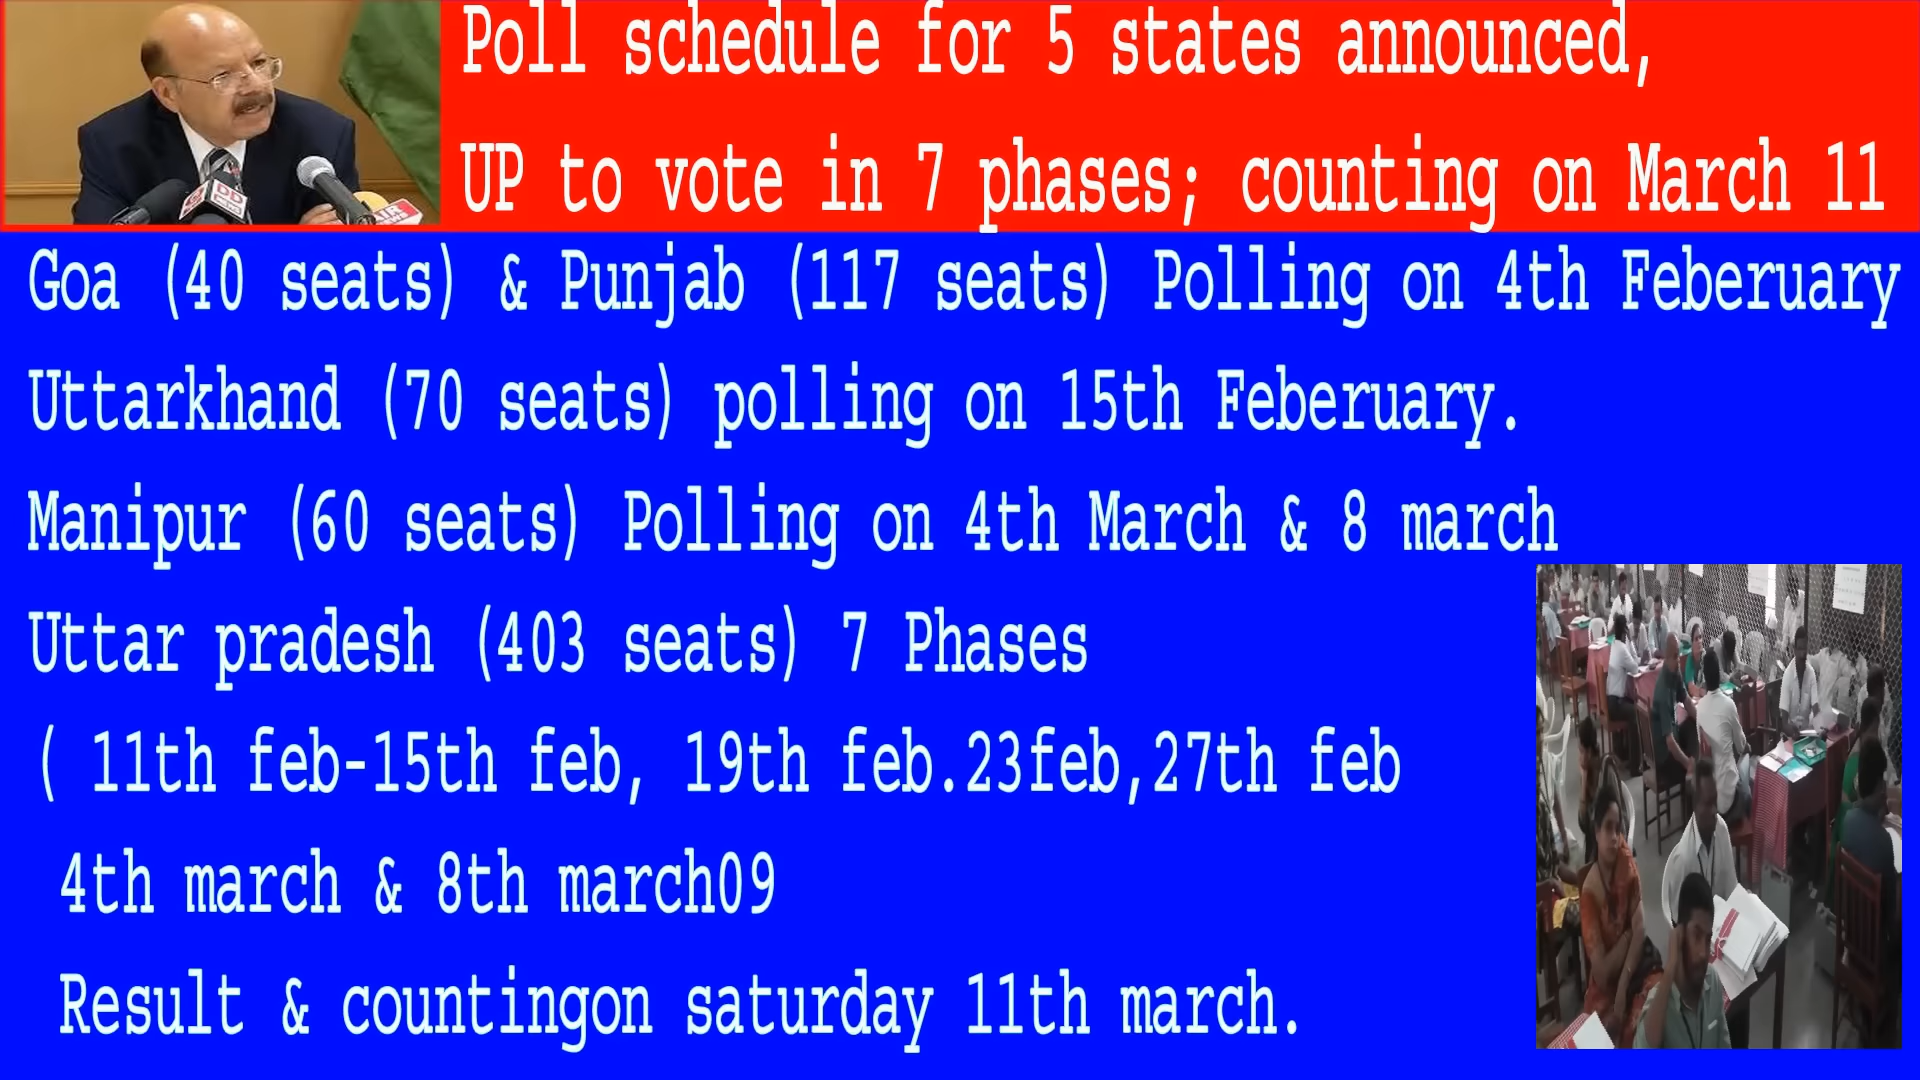 Poll schedule for 5 states announced,
UP to vote in 7 phases; counting on March 11
Goa (40 seats) & Punjab (117 seats) Polling on 4th Feberuary
Uttarkhand (70 seats) polling on 15th Feberuary.
Manipur (60 seats) Polling on 4th March & 8 march
Uttar pradesh (403 seats) 7 Phases
( 11th feb-15th feb, 19th feb.23feb,27th feb
4th march & 8th march09
Result & countingon saturday 11th march.